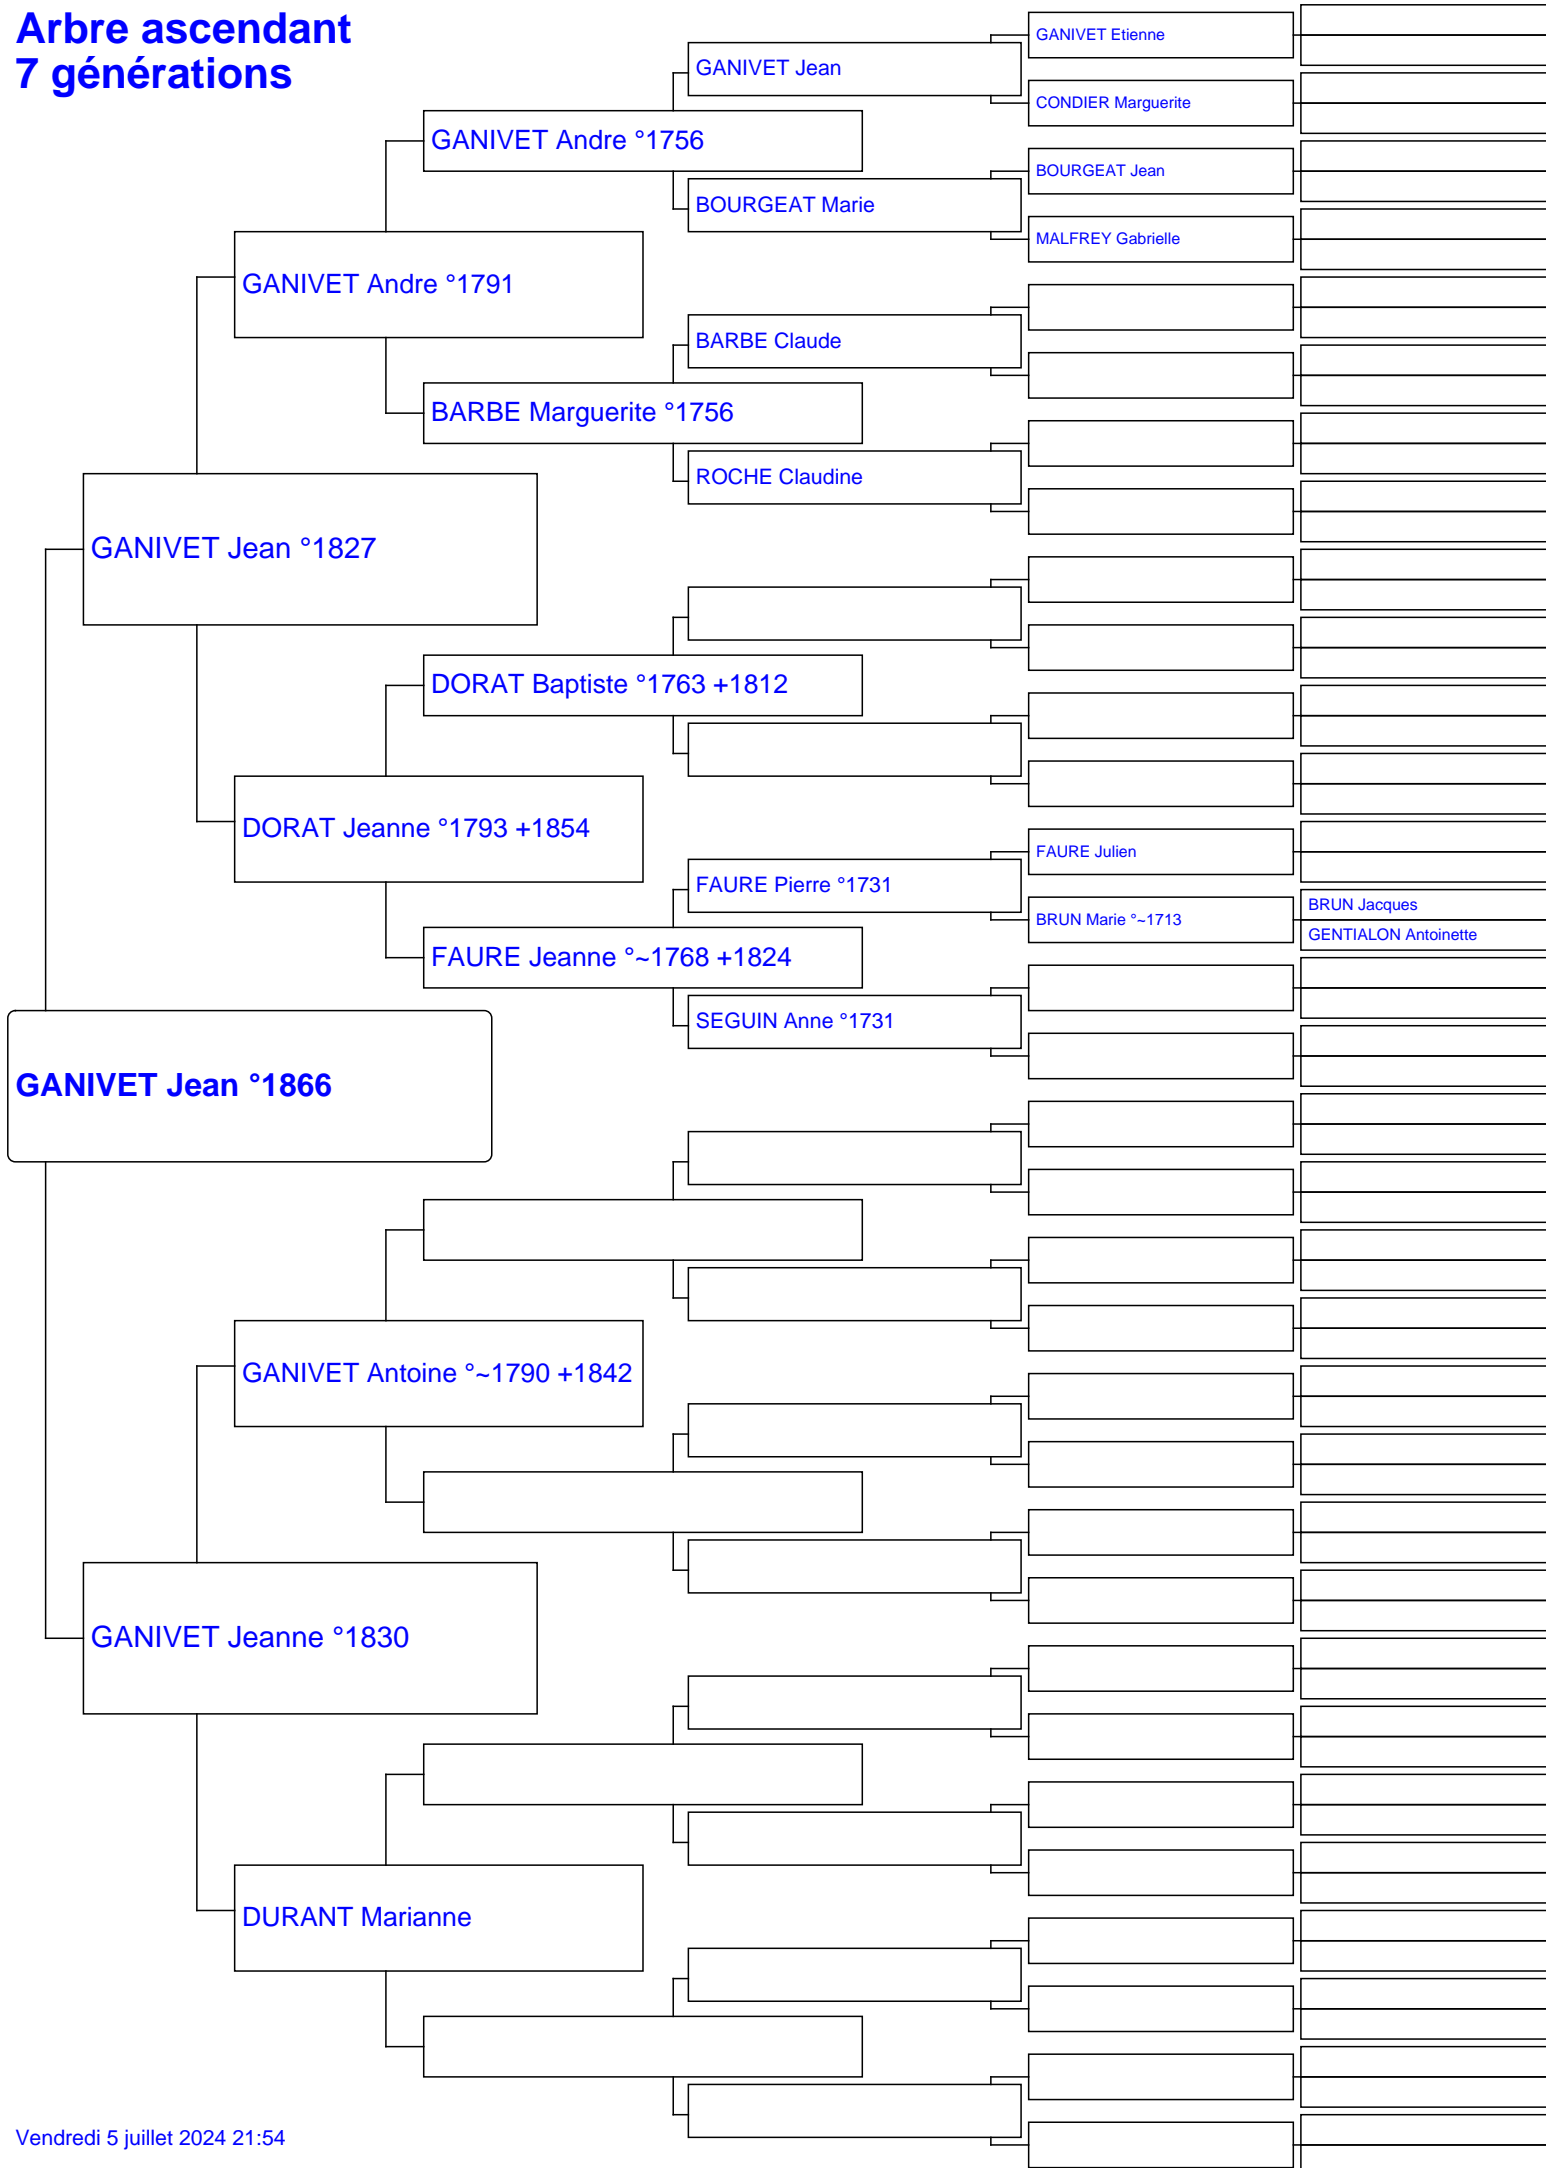 Arbre ascendant
7 générations
GANIVET Etienne
GANIVET Jean
CONDIER Marguerite
GANIVET Andre °1756
BOURGEAT Jean
BOURGEAT Marie
MALFREY Gabrielle
GANIVET Andre °1791
BARBE Claude
BARBE Marguerite °1756
ROCHE Claudine
GANIVET Jean °1827
DORAT Baptiste °1763 +1812
DORAT Jeanne °1793 +1854
FAURE Julien
FAURE Pierre °1731
BRUN Jacques
BRUN Marie °~1713
GENTIALON Antoinette
FAURE Jeanne °~1768 +1824
SEGUIN Anne °1731
GANIVET Jean °1866
GANIVET Antoine °~1790 +1842
GANIVET Jeanne °1830
DURANT Marianne
Vendredi 5 juillet 2024 21:54